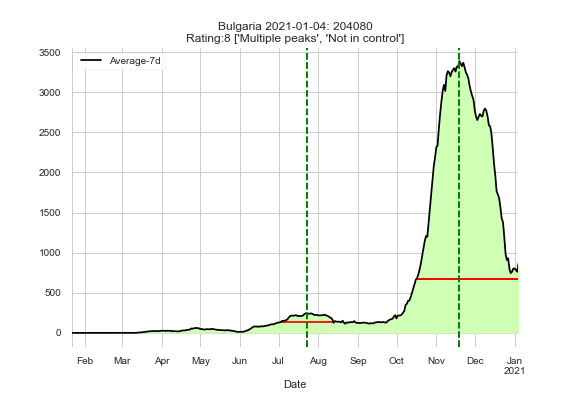 Bulgaria 2021-01-04: 204080
Rating:8 ['Multiple peaks', 'Not in control']
Average-7d
3500
3000
2500
2000
1500
1000
500
0
Feb Mar Apr May Jun Jul Aug Sep Oct Nov Dec Jan
2021
Date